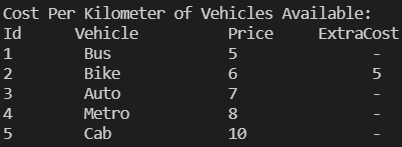 Cost Per Kilometer of Vehicles Available:
Id Vehicle Price ExtraCost
1 Bus 5 -
2 Bike 6 5
3 Auto 7 -
4 Metro 8 -
5 Cab 10 -